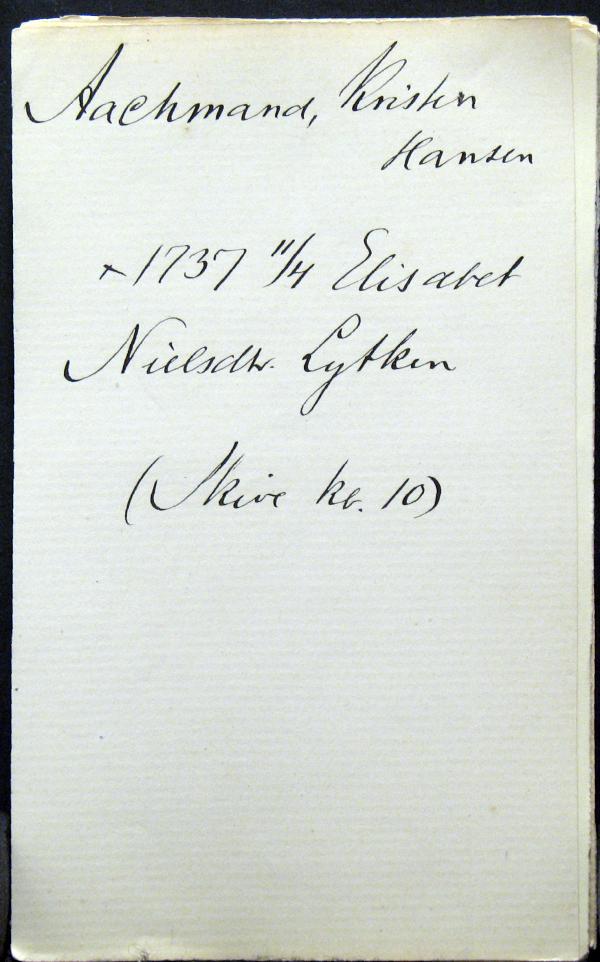 Aachmand, Kristen
Hansen
× 1737 11/4 Elisabet
Nielsdtr. Lytken
(Skive kb. 10)